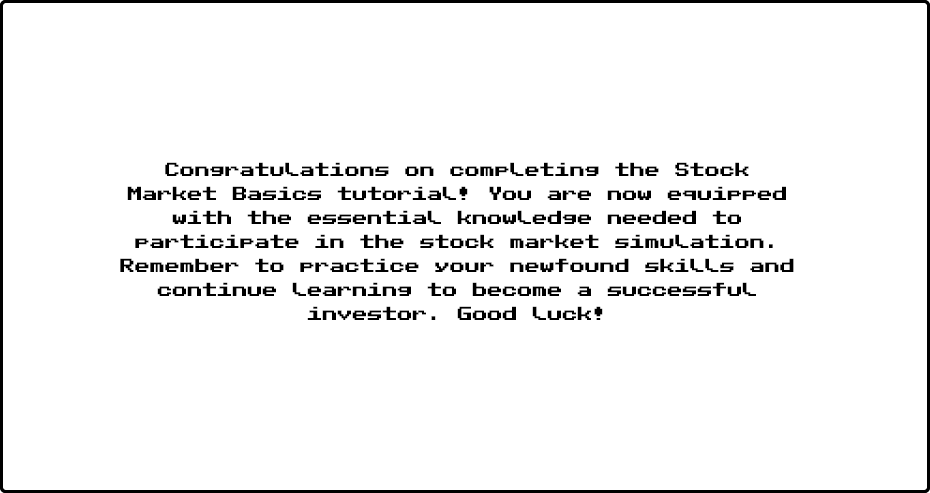 Congratulations on completing the Stock
Market Basics tutorial! You are now equipped
with the essential knowledge needed to
participate in the stock market simulation.
Remember to practice your newfound skills and
continue learning to become a successful
investor. Good luck!